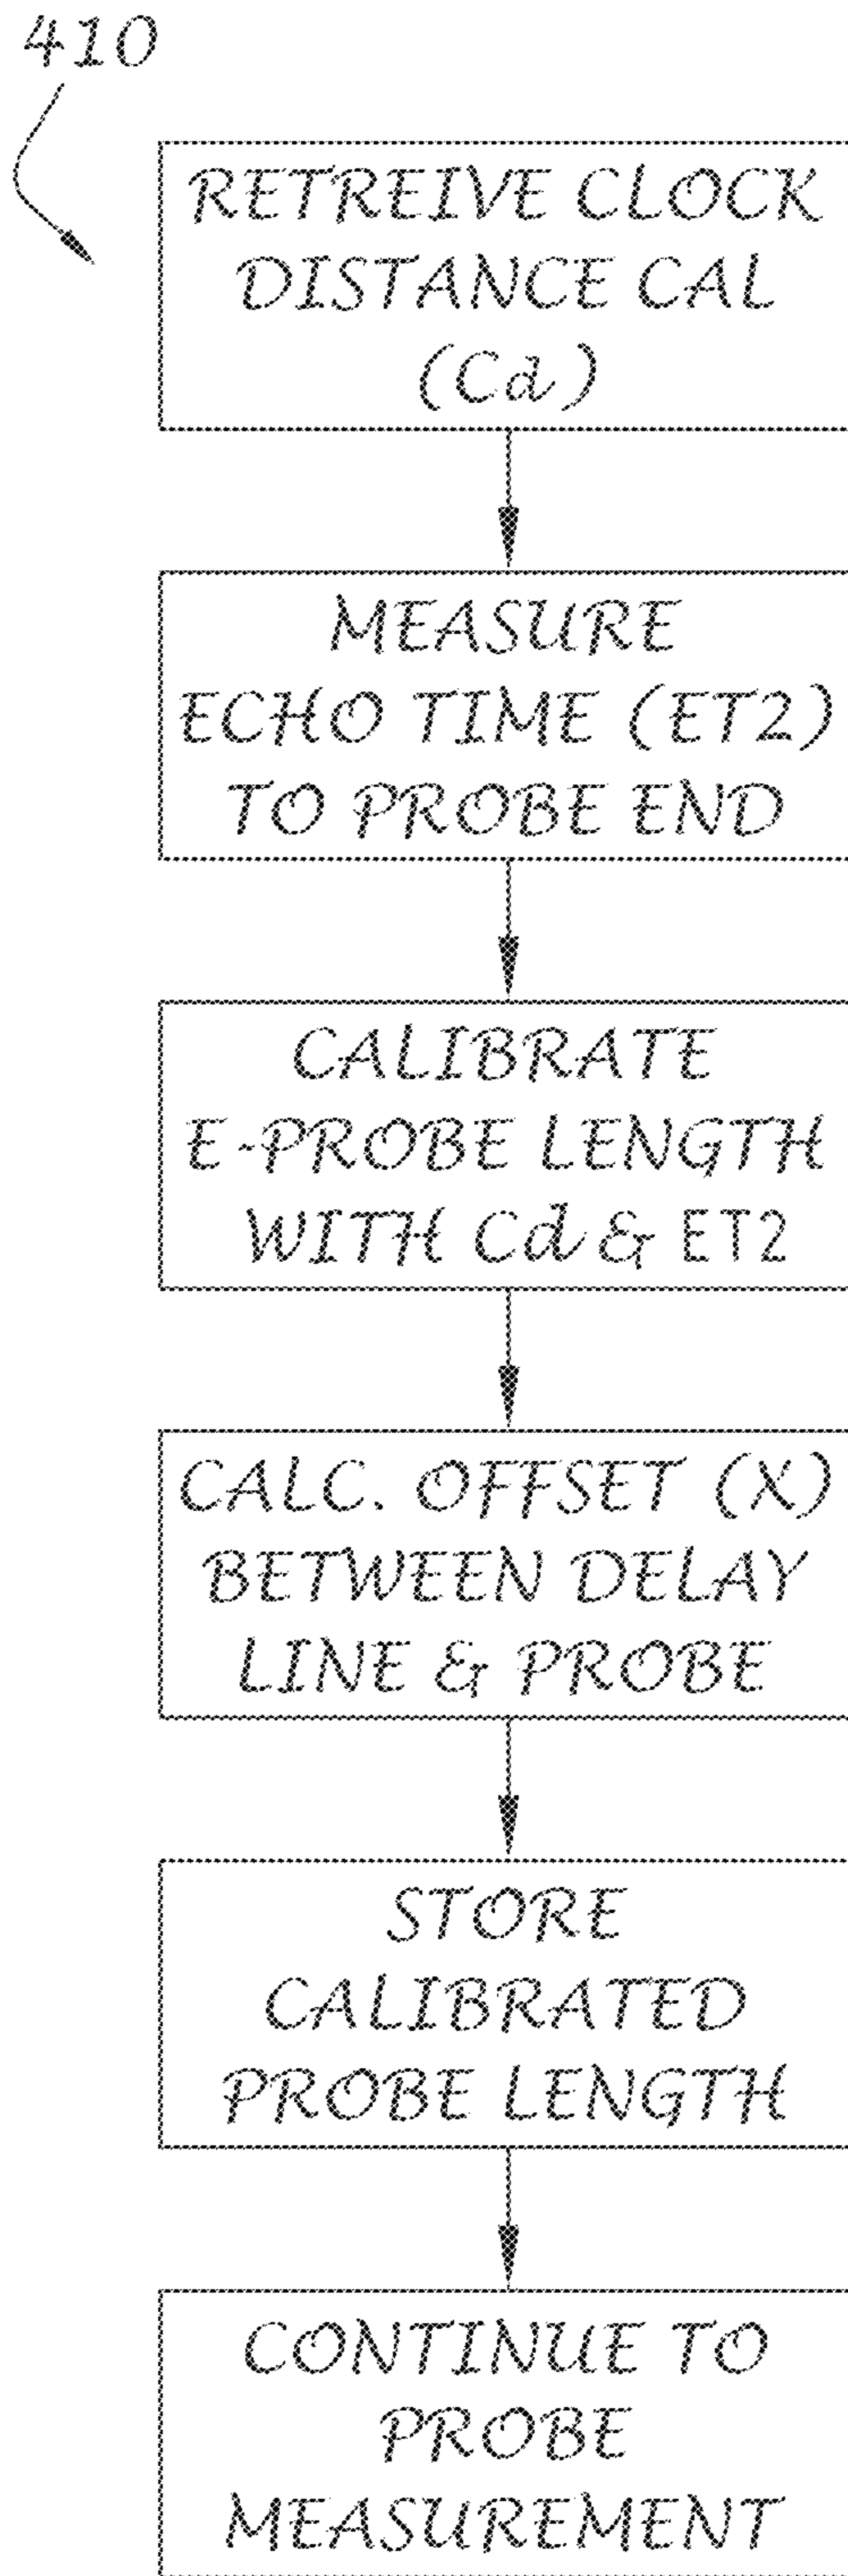 410
RETREIVE CLOCK
DISTANCE CAL
(Cd)
MEASURE
ECHO TIME (ET2)
TO PROBE END
CALIBRATE
E-PROBE LENGTH
WITH Cd & ET2
CALC. OFFSET (X)
BETWEEN DELAY
LINE & PROBE
STORE
CALIBRATED
PROBE LENGTH
CONTINUE TO
PROBE
MEASUREMENT